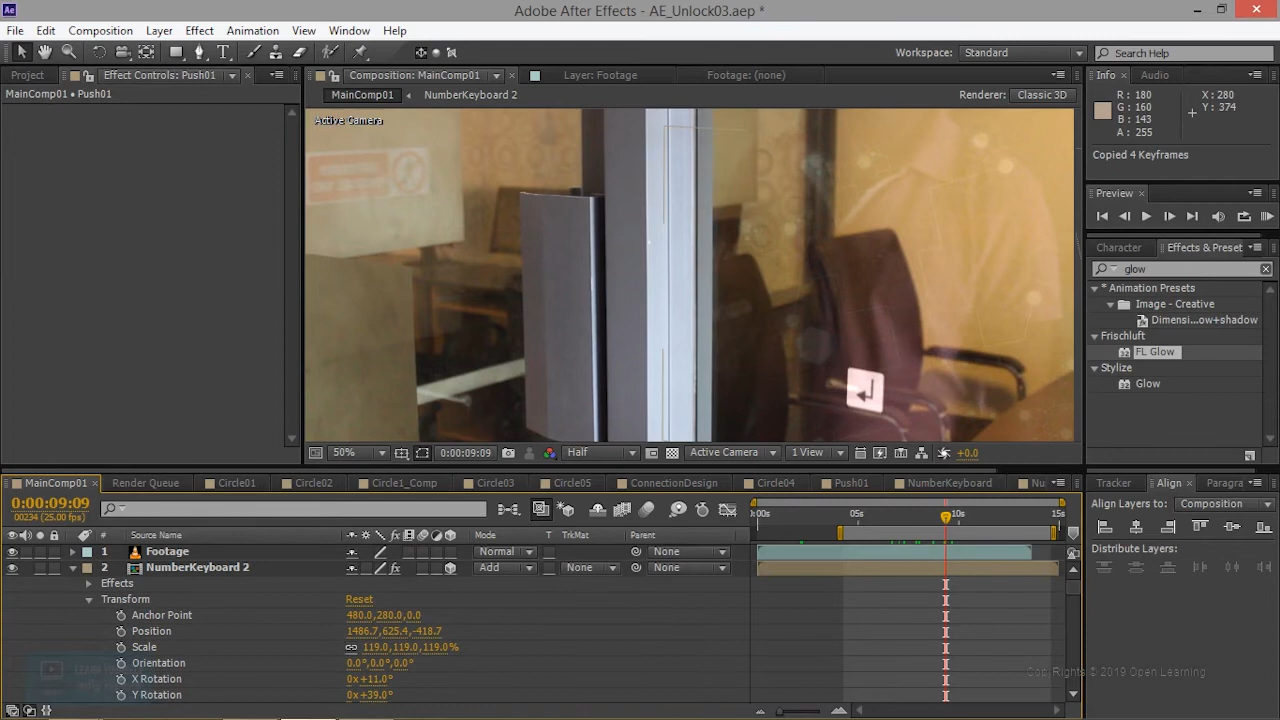 Adobe After Effects - AE_Unlock03.aep *
File Edit Composition Layer Effect Animation View Window Help
Workspace: Standard Search Help
Project Effect Controls: Push01 Composition: MainComp01 Layer: Footage Footage: (none) Info Audio
MainComp01 • Push01
MainComp01 NumberKeyboard 2 Renderer: Classic 3D
Active Camera
R: 180 X: 280
G: 160 Y: 374
B: 143
A: 255
Copied 4 Keyframes
Preview
Character Effects & Preset
glow
* Animation Presets
Image - Creative
Dimensi...ow+shadow
Frischluft
FL Glow
Stylize
Glow
50% 0:00:09:09 Half Active Camera 1 View +0.0
MainComp01 Render Queue Circle01 Circle02 Circle1_Comp Circle03 Circle05 ConnectionDesign Circle04 Push01 NumberKeyboard Nu
Tracker Align Paragra
0:00:09:09
00234 (25.00 fps)
0:00s 05s 10s 15s
Align Layers to: Composition
# Source Name Mode T TrkMat Parent
Distribute Layers:
1 Footage Normal None
2 NumberKeyboard 2 Add None None
Effects
Transform Reset
Anchor Point 480.0,280.0,0.0
Position 1486.7,625.4,-418.7
Scale 119.0,119.0,119.0%
Orientation 0.0°,0.0°,0.0°
X Rotation 0x+11.0°
Y Rotation 0x+39.0°
Copy Rights © 2019 Open Learning